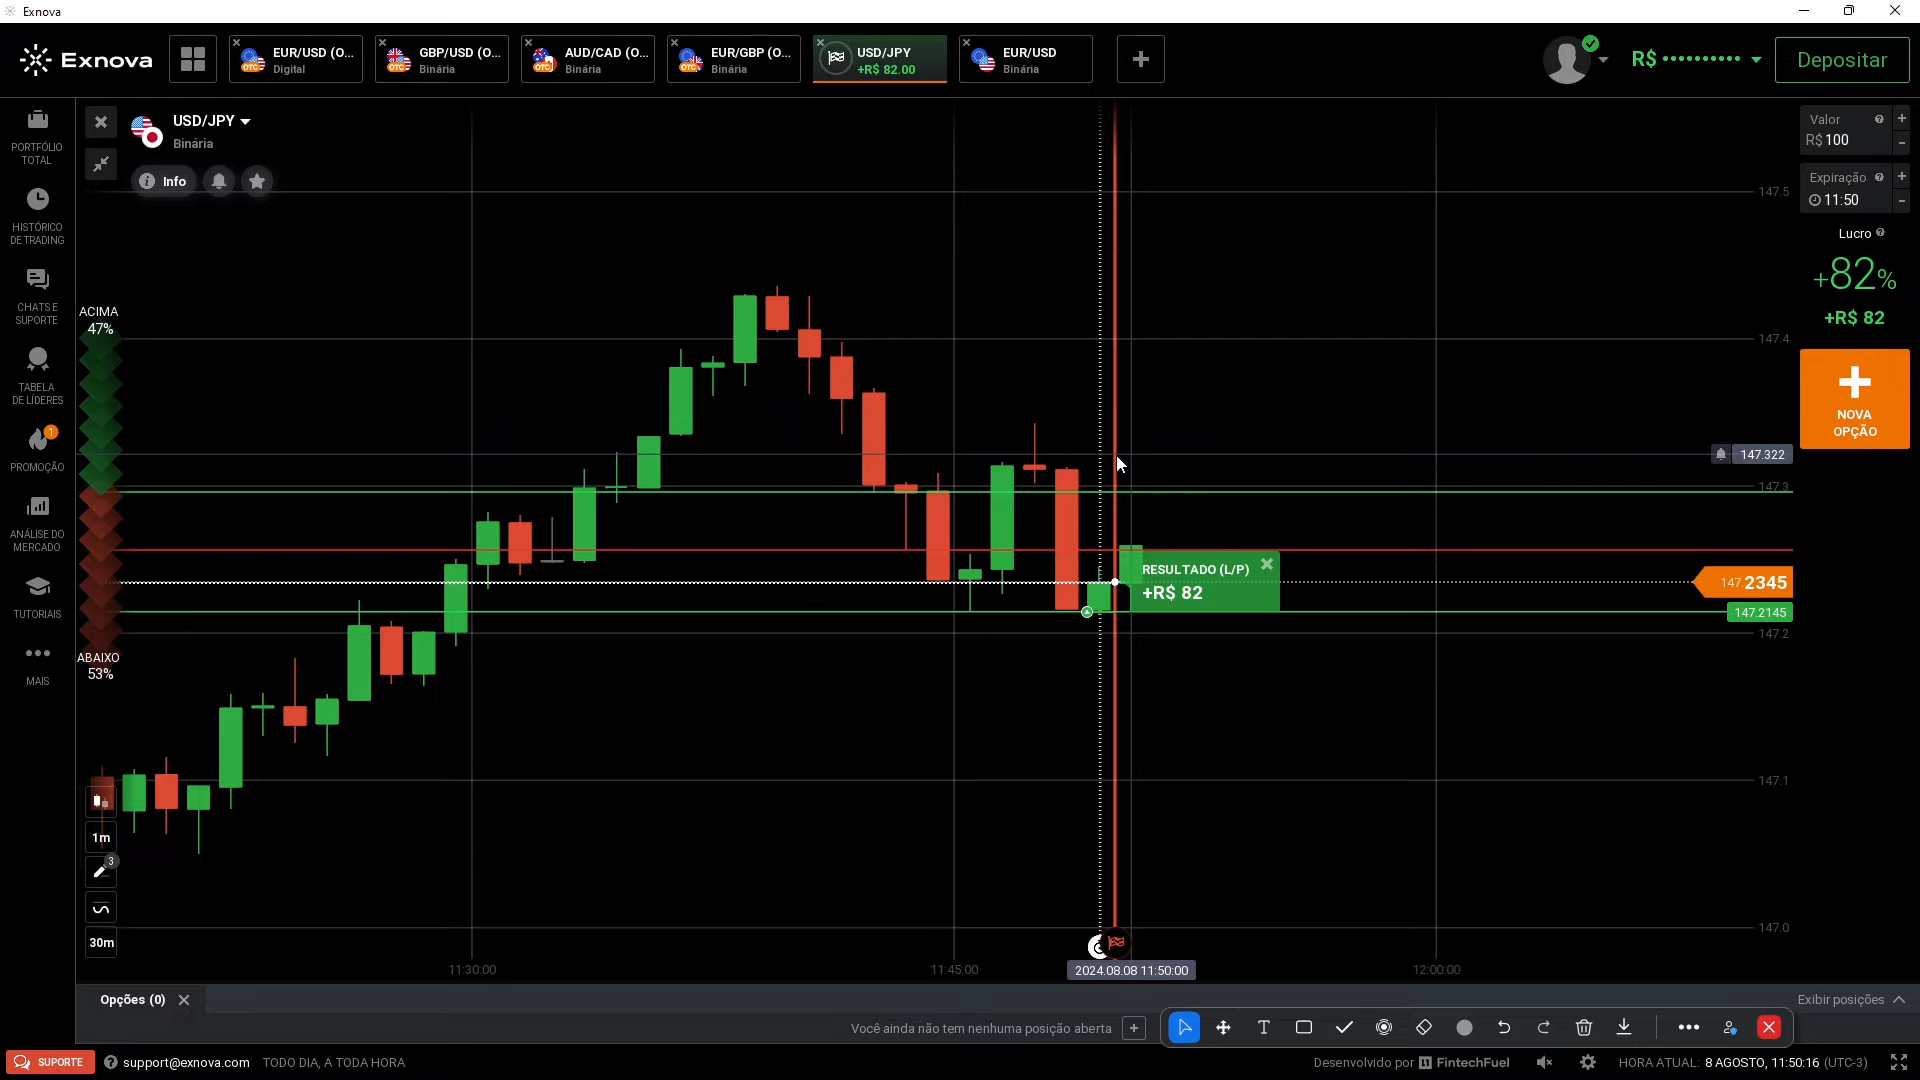 Exnova
Exnova
EUR/USD (O...
Digital
GBP/USD (O...
Binária
AUD/CAD (O...
Binária
EUR/GBP (O...
Binária
USD/JPY
+R$ 82.00
EUR/USD
Binária
R$
Depositar
OTC
OTC
OTC
OTC
PORTFÓLIO
TOTAL
HISTÓRICO
DE TRADING
CHATS E
SUPORTE
TABELA
DE LÍDERES
1
PROMOÇÃO
ANÁLISE DO
MERCADO
TUTORIAIS
MAIS
USD/JPY
Binária
Info
ACIMA
47%
ABAIXO
53%
1m
3
30m
147.5
147.4
147.322
147.3
147.2345
147.2145
147.2
147.1
147.0
RESULTADO (L/P)
+R$ 82
11:30:00
11:45:00
2024.08.08 11:50:00
12:00:00
Valor
R$ 100
Expiração
11:50
Lucro
+82%
+R$ 82
NOVA
OPÇÃO
Opções (0)
Exibir posições
Você ainda não tem nenhuma posição aberta
SUPORTE
support@exnova.com
TODO DIA, A TODA HORA
Desenvolvido por FintechFuel
HORA ATUAL: 8 AGOSTO, 11:50:16 (UTC-3)